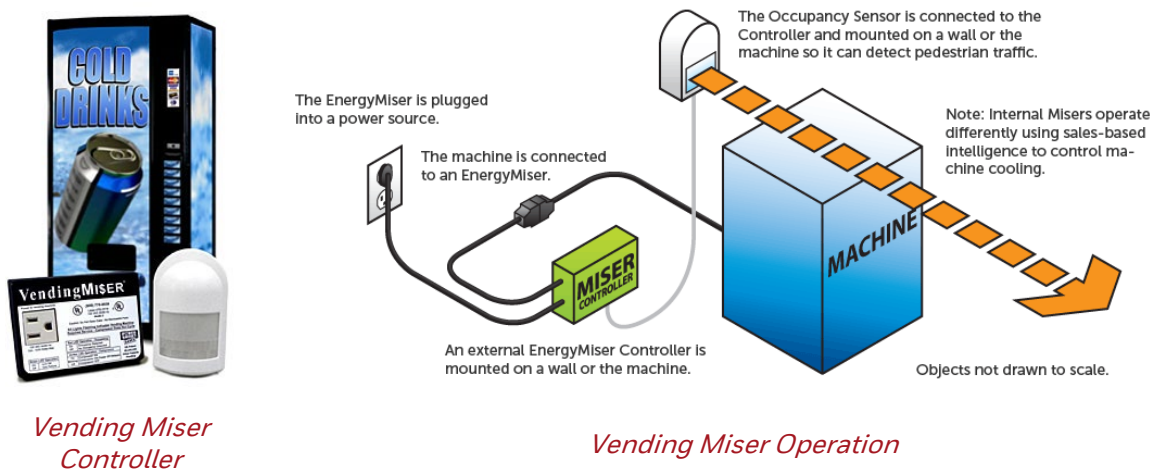 COLD
DRINKS
VendingMISER
The EnergyMiser is plugged
into a power source.
The machine is connected
to an EnergyMiser.
The Occupancy Sensor is connected to the
Controller and mounted on a wall or the
machine so it can detect pedestrian traffic.
Note: Internal Misers operate
differently using sales-based
intelligence to control ma-
chine cooling.
MACHINE
MISER
CONTROLLER
An external EnergyMiser Controller is
mounted on a wall or the machine.
Objects not drawn to scale.
Vending Miser
Controller
Vending Miser Operation